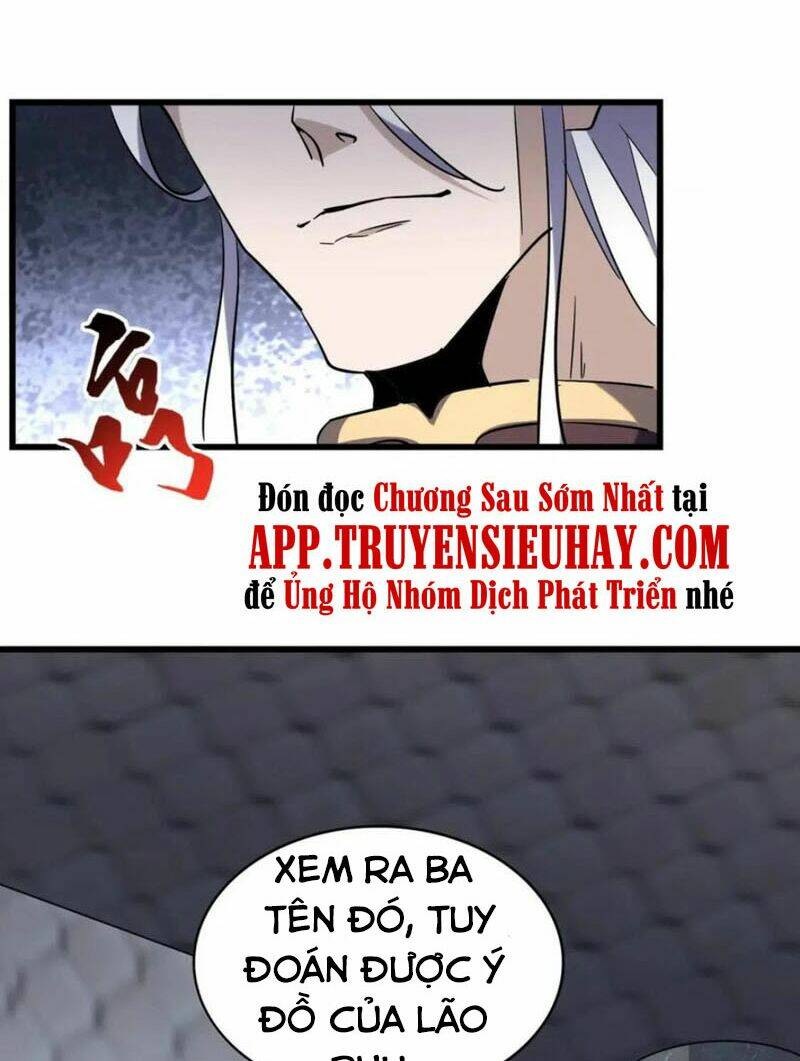 Đón đọc Chương Sau Sớm Nhất tại
APP.TRUYENSIEUHAY.COM
để Ủng Hộ Nhóm Dịch Phát Triển nhé
XEM RA BA
TÊN ĐÓ, TUY
ĐOÁN ĐƯỢC Ý
ĐỒ CỦA LÃO